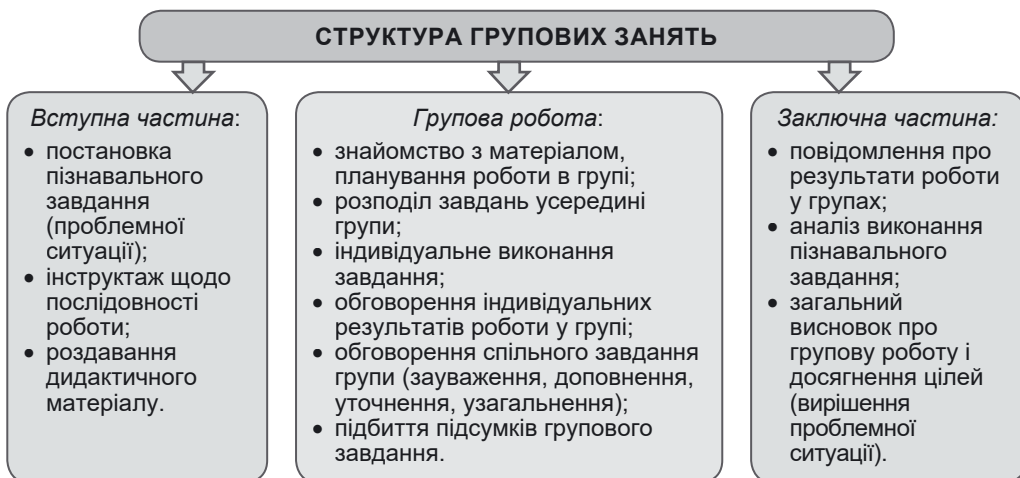 СТРУКТУРА ГРУПОВИХ ЗАНЯТЬ
Вступна частина:
• постановка
пізнавального
завдання
(проблемної
ситуації);
• інструктаж щодо
послідовності
роботи;
• роздавання
дидактичного
матеріалу.
Групова робота:
• знайомство з матеріалом,
планування роботи в групі;
• розподіл завдань усередині
групи;
• індивідуальне виконання
завдання;
• обговорення індивідуальних
результатів роботи у групі;
• обговорення спільного завдання
групи (зауваження, доповнення,
уточнення, узагальнення);
• підбиття підсумків групового
завдання.
Заключна частина:
• повідомлення про
результати роботи
у групах;
• аналіз виконання
пізнавального
завдання;
• загальний
висновок про
групову роботу і
досягнення цілей
(вирішення
проблемної
ситуації).